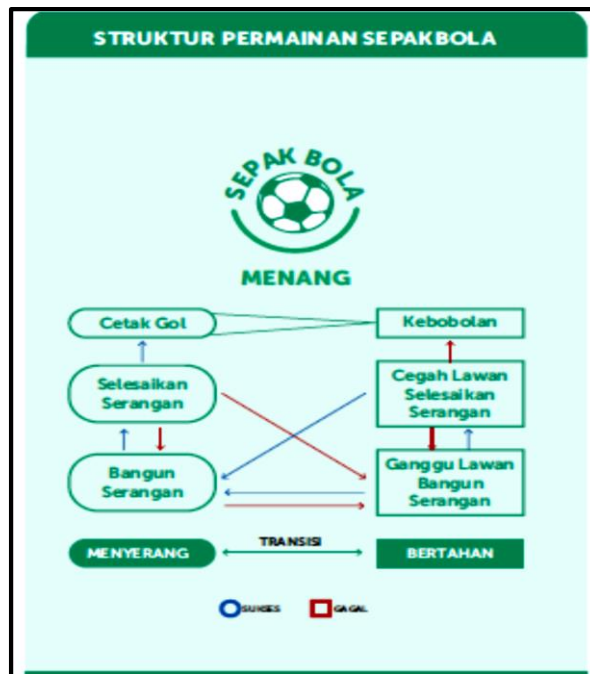 STRUKTUR PERMAINAN SEPAKBOLA
SEPAK BOLA
MENANG
Cetak Gol
Kebobolan
Selesaikan
Serangan
Cegah Lawan
Selesaikan
Serangan
Bangun
Serangan
Ganggu Lawan
Bangun
Serangan
MENYERANG
TRANSISI
BERTAHAN
SUKSES
GAGAL